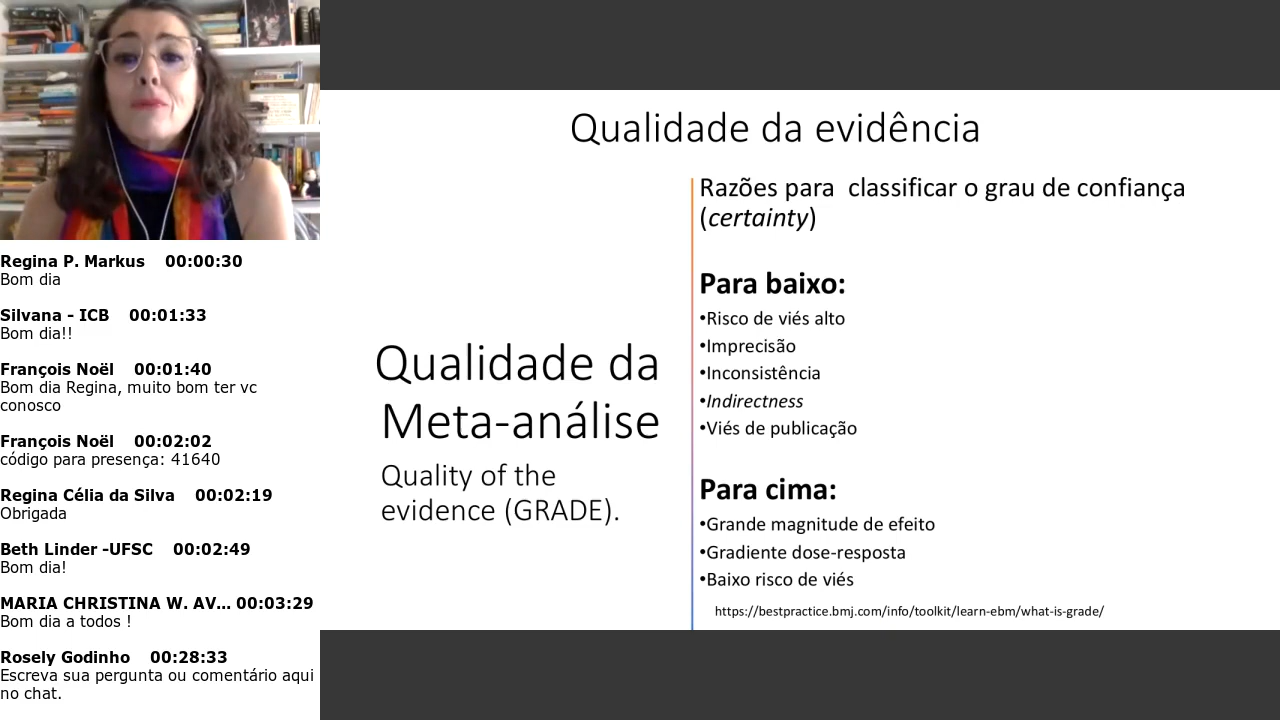 Regina P. Markus 00:00:30
Bom dia
Silvana - ICB 00:01:33
Bom dia!!
François Noël 00:01:40
Bom dia Regina, muito bom ter vc
conosco
François Noël 00:02:02
código para presença: 41640
Regina Célia da Silva 00:02:19
Obrigada
Beth Linder -UFSC 00:02:49
Bom dia!
MARIA CHRISTINA W. AV... 00:03:29
Bom dia a todos !
Rosely Godinho 00:28:33
Escreva sua pergunta ou comentário aqui
no chat.
Qualidade da evidência
Qualidade da
Meta-análise
Quality of the
evidence (GRADE).
Razões para classificar o grau de confiança
(certainty)
Para baixo:
•Risco de viés alto
•Imprecisão
•Inconsistência
•Indirectness
•Viés de publicação
Para cima:
•Grande magnitude de efeito
•Gradiente dose-resposta
•Baixo risco de viés
https://bestpractice.bmj.com/info/toolkit/learn-ebm/what-is-grade/